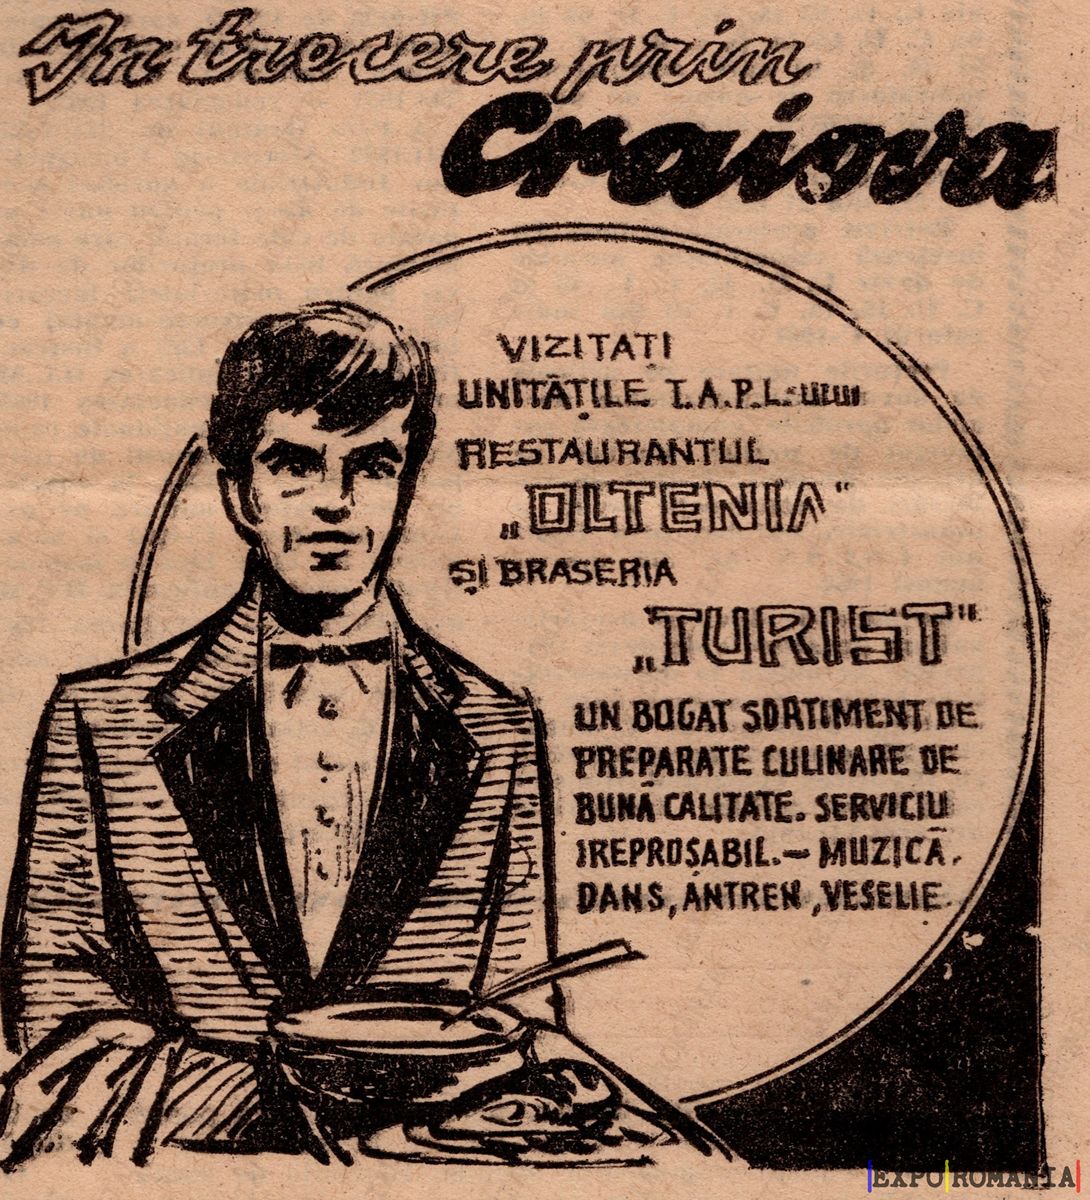 In trecere prin
Craiova
VIZITAȚI
UNITĂȚILE T.A.P.L.-ULUI
RESTAURANTUL
„OLTENIA"
ȘI BRASERIA
„TURIST"
UN BOGAT SORTIMENT DE
PREPARATE CULINARE DE
BUNĂ CALITATE. SERVICIU
IREPROȘABIL.— MUZICĂ,
DANS, ANTREN, VESELIE.
EXPO ROMANIA